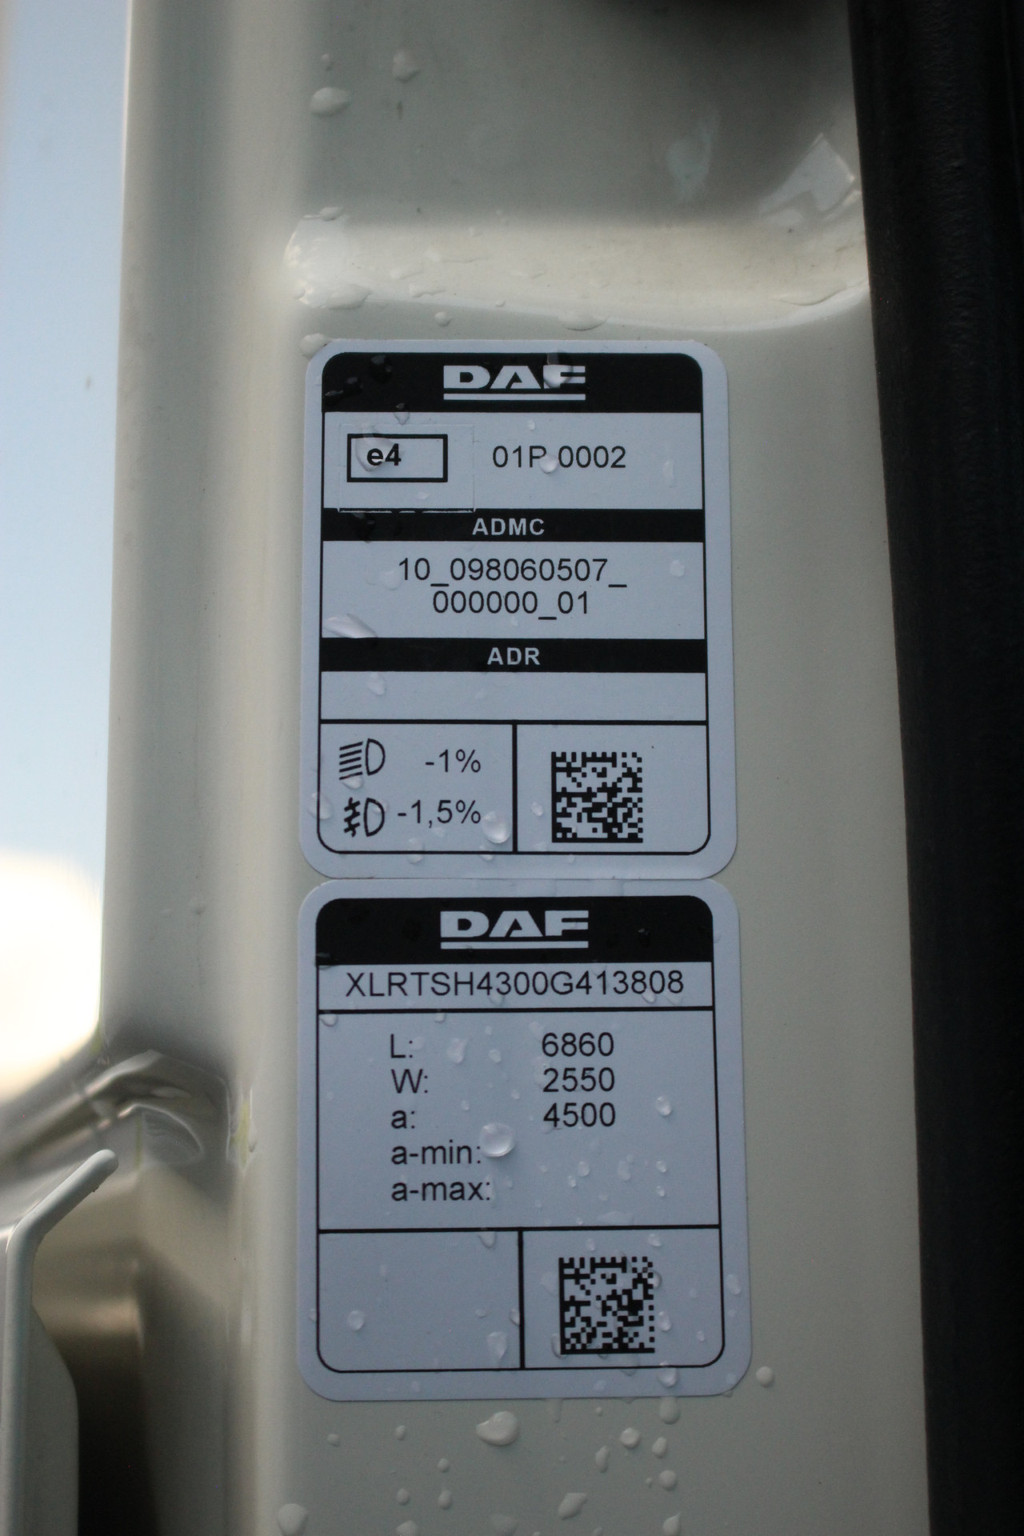 DAF
e4 01P 0002
ADMC
10_098060507_
000000_01
ADR
-1%
-1,5%
DAF
XLRTSH4300G413808
L: 6860
W: 2550
a: 4500
a-min:
a-max: